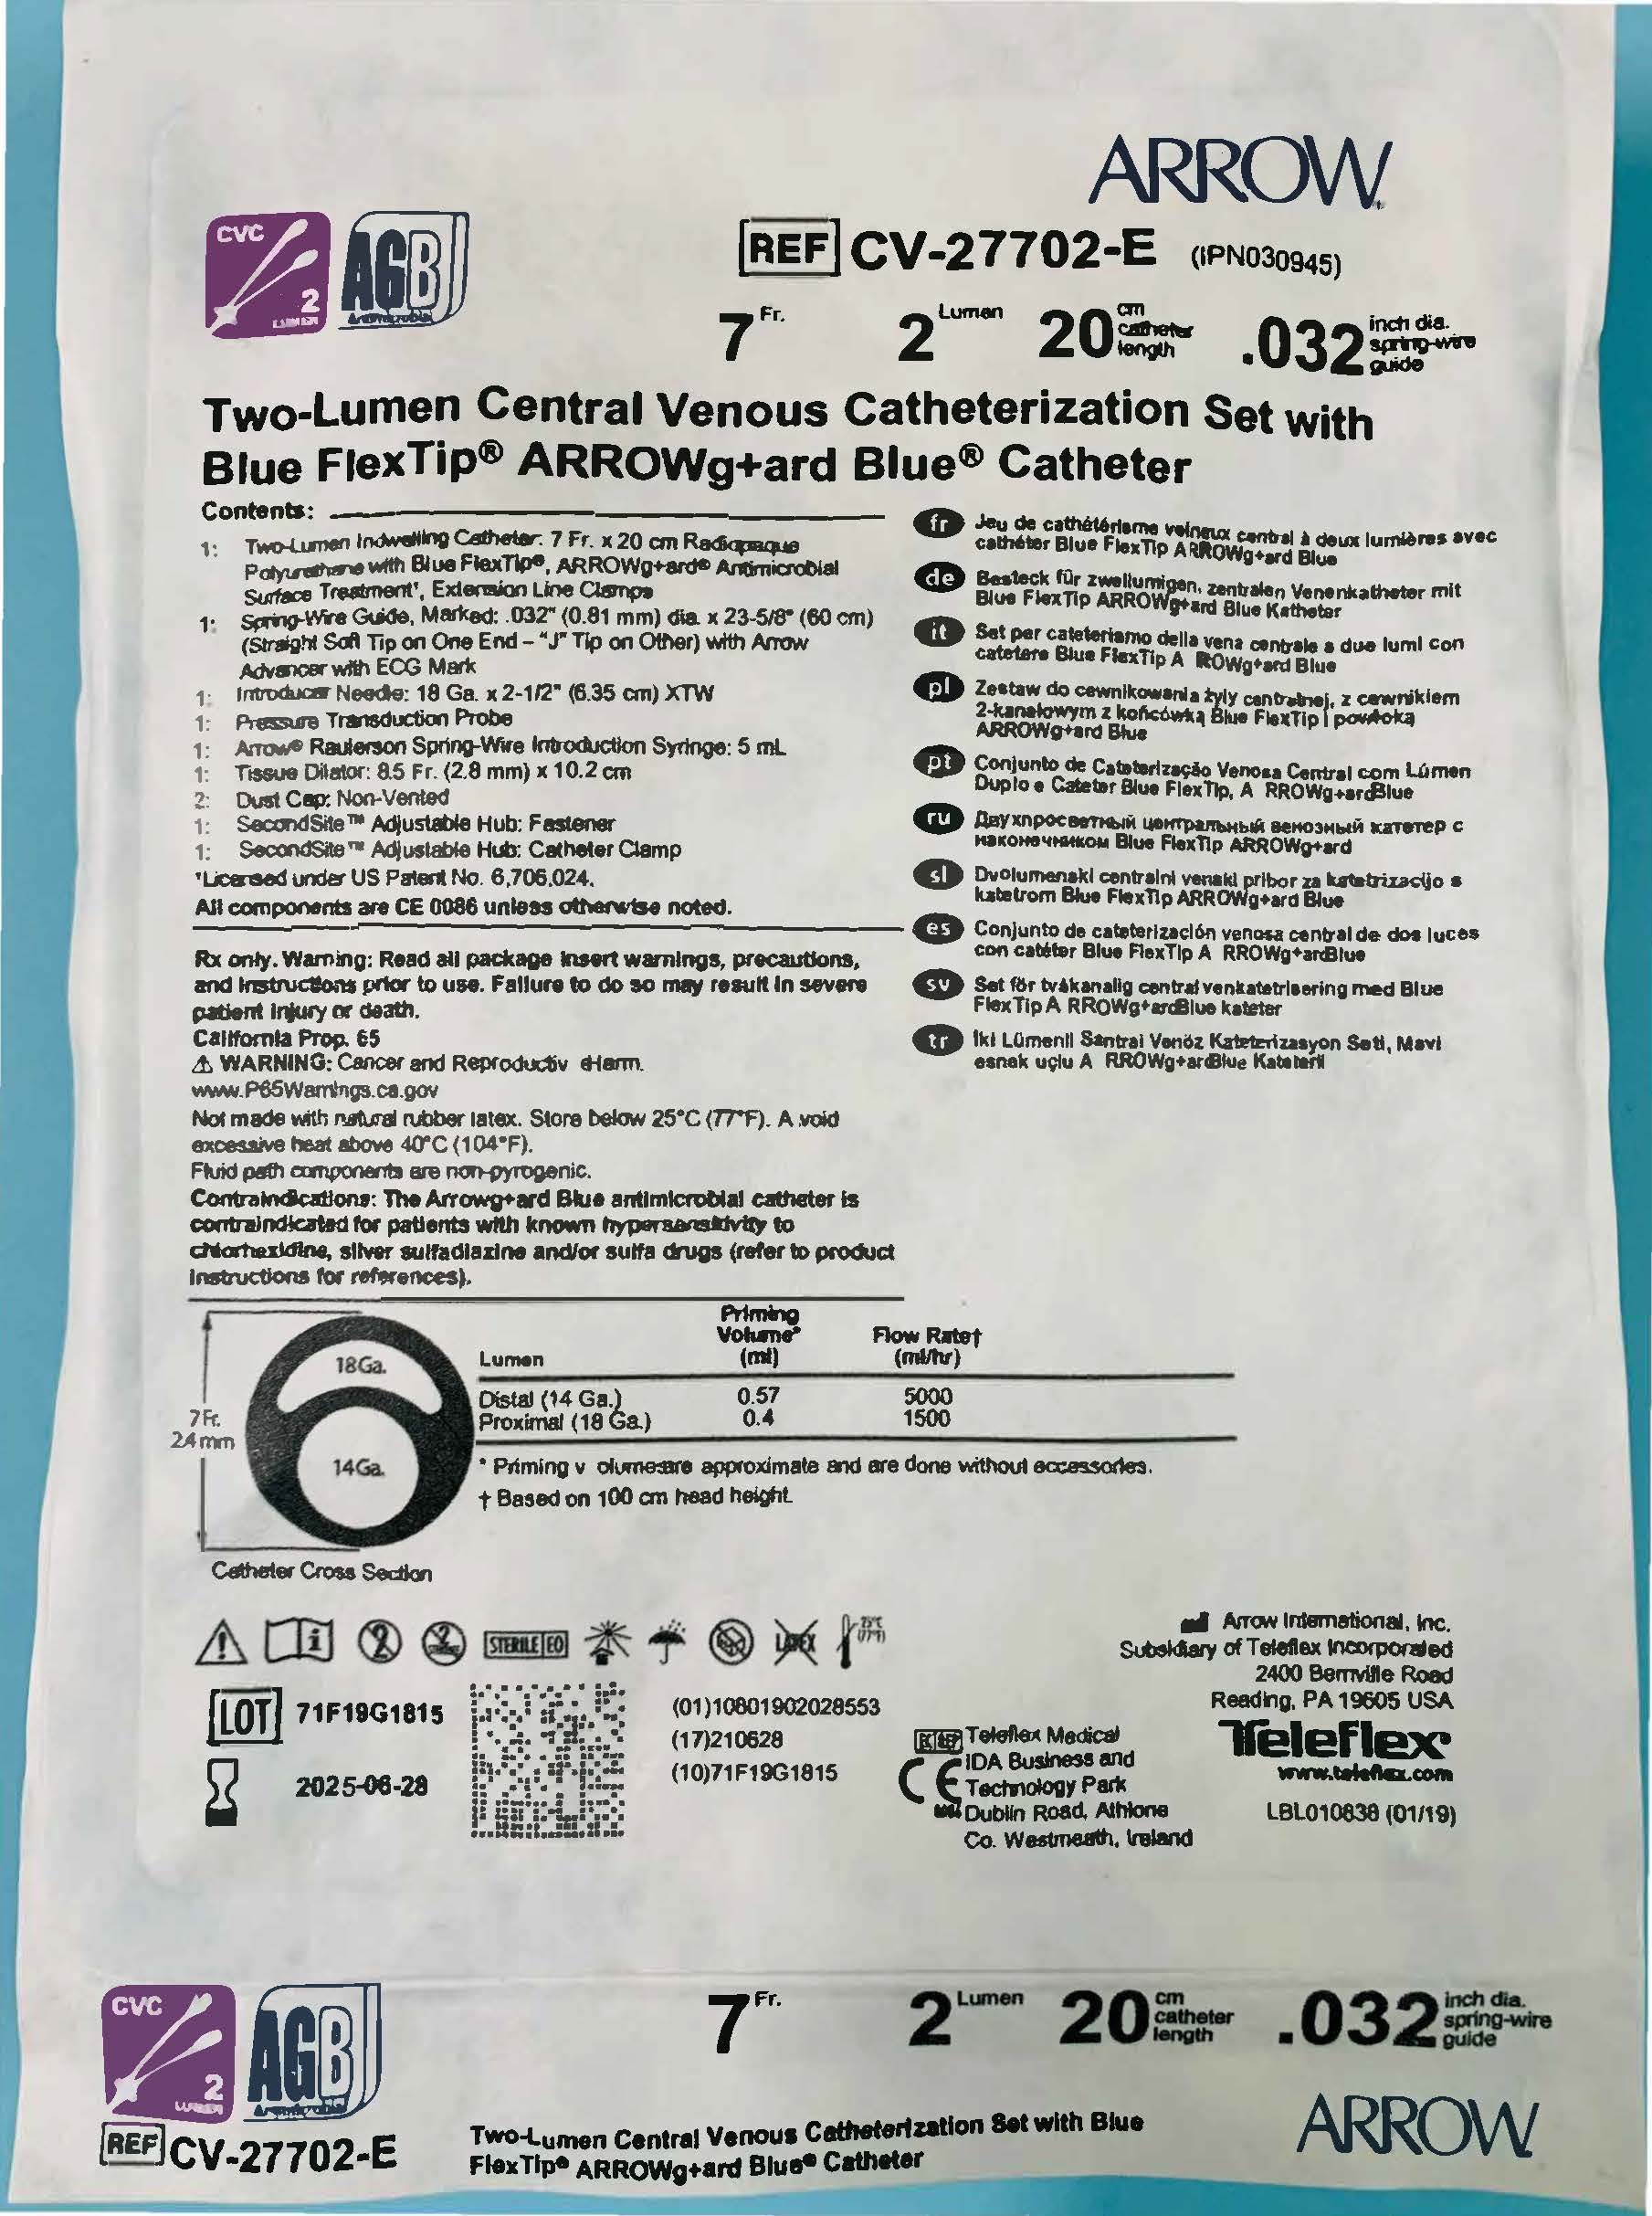 ARROW
CVC
2
LUMEN
AGB
Antimicrobial
REF CV-27702-E (IPN030945)
7 Fr. 2 Lumen 20 cm catheter length .032 inch dia. spring-wire guide
Two-Lumen Central Venous Catheterization Set with
Blue FlexTip® ARROWg+ard Blue® Catheter
Contents:
1: Two-Lumen Indwelling Catheter: 7 Fr. x 20 cm Radiopaque
Polyurethane with Blue FlexTip®, ARROWg+ard® Antimicrobial
Surface Treatment*, Extension Line Clamps
1: Spring-Wire Guide, Marked: .032" (0.81 mm) dia. x 23-5/8" (60 cm)
(Straight Soft Tip on One End – "J" Tip on Other) with Arrow
Advancer with ECG Mark
1: Introducer Needle: 18 Ga. x 2-1/2" (6.35 cm) XTW
1: Pressure Transduction Probe
1: Arrow® Raulerson Spring-Wire Introduction Syringe: 5 mL
1: Tissue Dilator: 8.5 Fr. (2.8 mm) x 10.2 cm
2: Dust Cap: Non-Vented
1: SecondSite™ Adjustable Hub: Fastener
1: SecondSite™ Adjustable Hub: Catheter Clamp
*Licensed under US Patent No. 6,706,024.
All components are CE 0086 unless otherwise noted.
Rx only. Warning: Read all package insert warnings, precautions,
and instructions prior to use. Failure to do so may result in severe
patient injury or death.
California Prop. 65
⚠ WARNING: Cancer and Reproductiv eHarm.
www.P65Warnings.ca.gov
Not made with natural rubber latex. Store below 25°C (77°F). A void
excessive heat above 40°C (104°F).
Fluid path components are non-pyrogenic.
Contraindications: The Arrowg+ard Blue antimicrobial catheter is
contraindicated for patients with known hypersensitivity to
chlorhexidine, silver sulfadiazine and/or sulfa drugs (refer to product
instructions for references).
fr Jeu de cathétérisme veineux central à deux lumières avec
cathéter Blue FlexTip ARROWg+ard Blue
de Besteck für zweilumigen, zentralen Venenkatheter mit
Blue FlexTip ARROWg+ard Blue Katheter
it Set per cateterismo della vena centrale a due lumi con
catetere Blue FlexTip A ROWg+ard Blue
pl Zestaw do cewnikowania żyły centralnej, z cewnikiem
2-kanałowym z końcówką Blue FlexTip i powłoką
ARROWg+ard Blue
pt Conjunto de Cateterização Venosa Central com Lúmen
Duplo e Cateter Blue FlexTip, A RROWg+ardBlue
ru Двухпросветный центральный венозный катетер с
наконечником Blue FlexTip ARROWg+ard
sl Dvolumenski centralni venski pribor za katetrizacijo s
katetrom Blue FlexTip ARROWg+ard Blue
es Conjunto de cateterización venosa central de dos luces
con catéter Blue FlexTip A RROWg+ardBlue
sv Set för tvåkanalig central venkatetrisering med Blue
FlexTip A RROWg+ardBlue kateter
tr Iki Lümenli Santral Venöz Kateterizasyon Seti, Mavi
esnek uçlu A RROWg+ardBlue Kateterli
18Ga.
14Ga.
7Fr.
2.4mm
Catheter Cross Section
Lumen Priming Volume* (ml) Flow Rate† (ml/hr)
Distal (14 Ga.) 0.57 5000
Proximal (18 Ga.) 0.4 1500
* Priming v olumesare approximate and are done without accessories.
† Based on 100 cm head height.
STERILE EO
LATEX
25°C
(77°F)
LOT 71F19G1815
2025-06-28
(01)10801902028553
(17)210628
(10)71F19G1815
Arrow International, Inc.
Subsidiary of Teleflex Incorporated
2400 Bernville Road
Reading, PA 19605 USA
Teleflex
www.teleflex.com
LBL010838 (01/19)
EC REP Teleflex Medical
IDA Business and
CE Technology Park
Dublin Road, Athlone
Co. Westmeath, Ireland
CVC
2
LUMEN
AGB
Antimicrobial
7 Fr. 2 Lumen 20 cm catheter length .032 inch dia. spring-wire guide
REF CV-27702-E
Two-Lumen Central Venous Catheterization Set with Blue
FlexTip® ARROWg+ard Blue® Catheter
ARROW